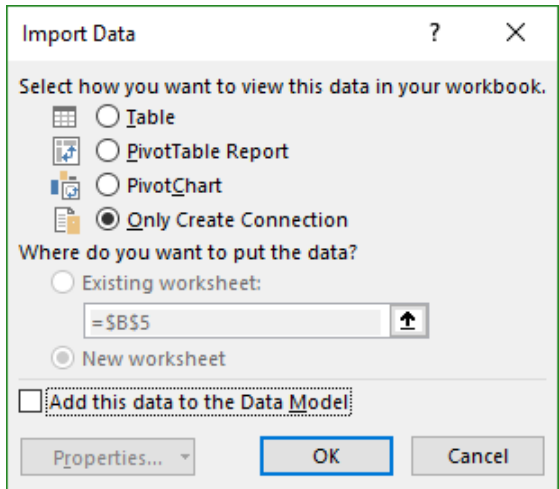 Import Data ?
Select how you want to view this data in your workbook.
Table
PivotTable Report
PivotChart
Only Create Connection
Where do you want to put the data?
Existing worksheet:
=$B$5
New worksheet
Add this data to the Data Model
Properties...
OK
Cancel